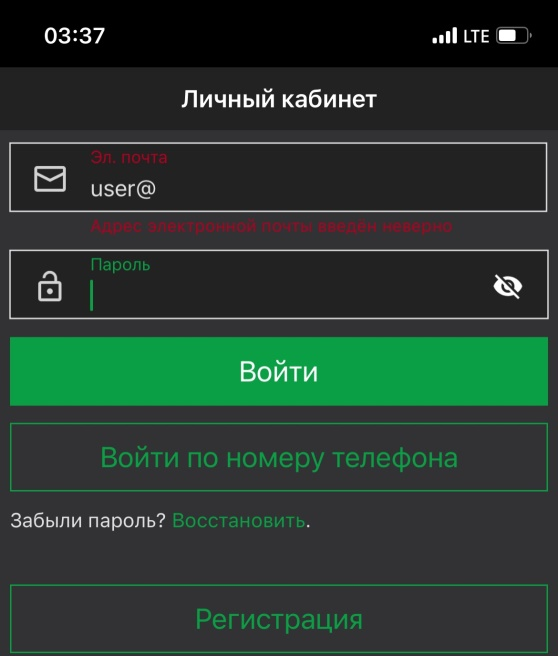 03:37
LTE
Личный кабинет
Эл. почта
user@
Адрес электронной почты введён неверно
Пароль
Войти
Войти по номеру телефона
Забыли пароль? Восстановить.
Регистрация